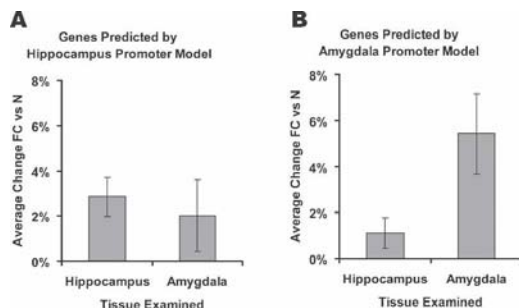 A
Genes Predicted by
Hippocampus Promoter Model
Average Change FC vs N
8%
6%
4%
2%
0%
Hippocampus Amygdala
Tissue Examined
B
Genes Predicted by
Amygdala Promoter Model
Average Change FC vs N
8%
6%
4%
2%
0%
Hippocampus Amygdala
Tissue Examined